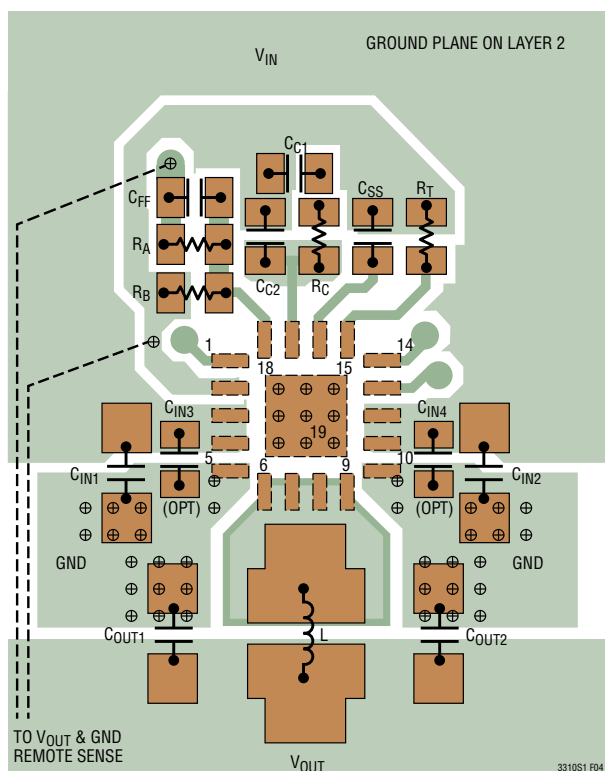 GROUND PLANE ON LAYER 2
VIN
CC1
CFF
CSS
RT
RA
RB
CC2
RC
1
14
18
15
19
CIN3
CIN4
CIN1
5
6
9
10
CIN2
(OPT)
(OPT)
GND
GND
COUT1
L
COUT2
TO VOUT & GND
REMOTE SENSE
VOUT
3310S1 F04